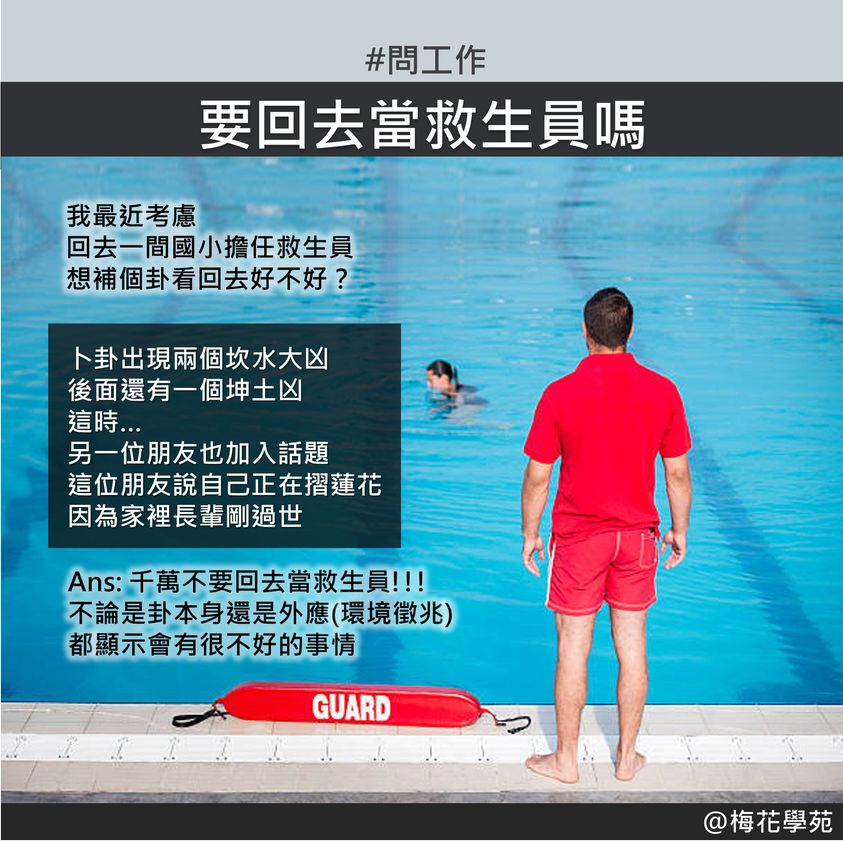 #問工作
要回去當救生員嗎
我最近考慮
回去一間國小擔任救生員
想補個卦看回去好不好？
卜卦出現兩個坎水大凶
後面還有一個坤土凶
這時...
另一位朋友也加入話題
這位朋友說自己正在摺蓮花
因為家裡長輩剛過世
Ans: 千萬不要回去當救生員!!!
不論是卦本身還是外應(環境徵兆)
都顯示會有很不好的事情
GUARD
@梅花學苑